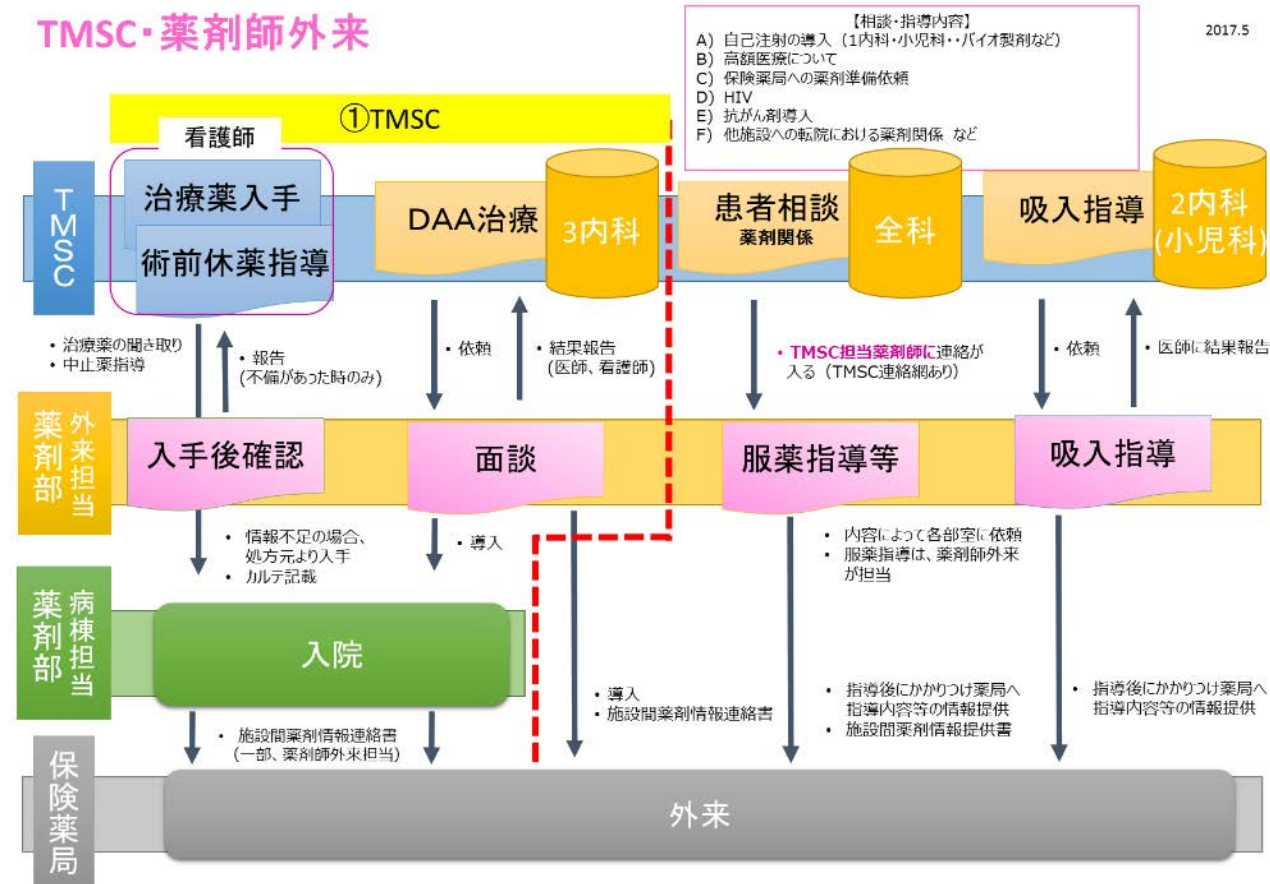 TMSC・薬剤師外来
2017.5
【相談・指導内容】
A) 自己注射の導入（1内科・小児科・・バイオ製剤など）
B) 高額医療について
C) 保険薬局への薬剤準備依頼
D) HIV
E) 抗がん剤導入
F) 他施設への転院における薬剤関係 など
①TMSC
看護師
TMSC
治療薬入手
術前休薬指導
DAA治療
3内科
患者相談
薬剤関係
全科
吸入指導
2内科
(小児科)
• 治療薬の聞き取り
• 中止薬指導
• 報告
(不備があった時のみ)
• 依頼
• 結果報告
(医師、看護師)
• TMSC担当薬剤師に連絡が
入る（TMSC連絡網あり）
• 依頼
• 医師に結果報告
薬剤部
外来担当
入手後確認
面談
服薬指導等
吸入指導
• 情報不足の場合、
処方元より入手
• カルテ記載
• 導入
• 内容によって各部室に依頼
• 服薬指導は、薬剤師外来
が担当
薬剤部
病棟担当
入院
• 導入
• 施設間薬剤情報連絡書
• 指導後にかかりつけ薬局へ
指導内容等の情報提供
• 施設間薬剤情報提供書
• 指導後にかかりつけ薬局へ
指導内容等の情報提供
• 施設間薬剤情報連絡書
(一部、薬剤師外来担当)
保険薬局
外来